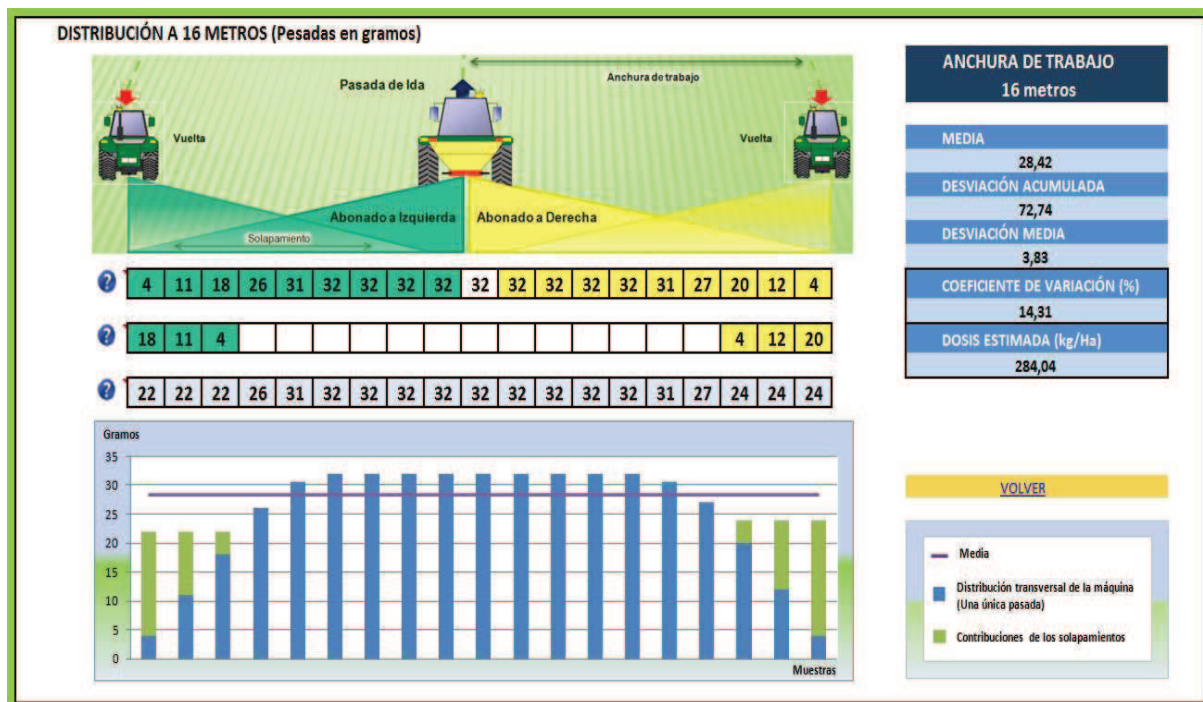 DISTRIBUCIÓN A 16 METROS (Pesadas en gramos)
Pasada de Ida
Anchura de trabajo
Vuelta
Vuelta
Abonado a Izquierda
Abonado a Derecha
Solapamiento
? 4 11 18 26 31 32 32 32 32 32 32 32 32 32 31 27 20 12 4
? 18 11 4 4 12 20
? 22 22 22 26 31 32 32 32 32 32 32 32 32 32 31 27 24 24 24
Gramos
35
30
25
20
15
10
5
0
Muestras
ANCHURA DE TRABAJO
16 metros
MEDIA
28,42
DESVIACIÓN ACUMULADA
72,74
DESVIACIÓN MEDIA
3,83
COEFICIENTE DE VARIACIÓN (%)
14,31
DOSIS ESTIMADA (kg/Ha)
284,04
VOLVER
Media
Distribución transversal de la máquina
(Una única pasada)
Contribuciones de los solapamientos